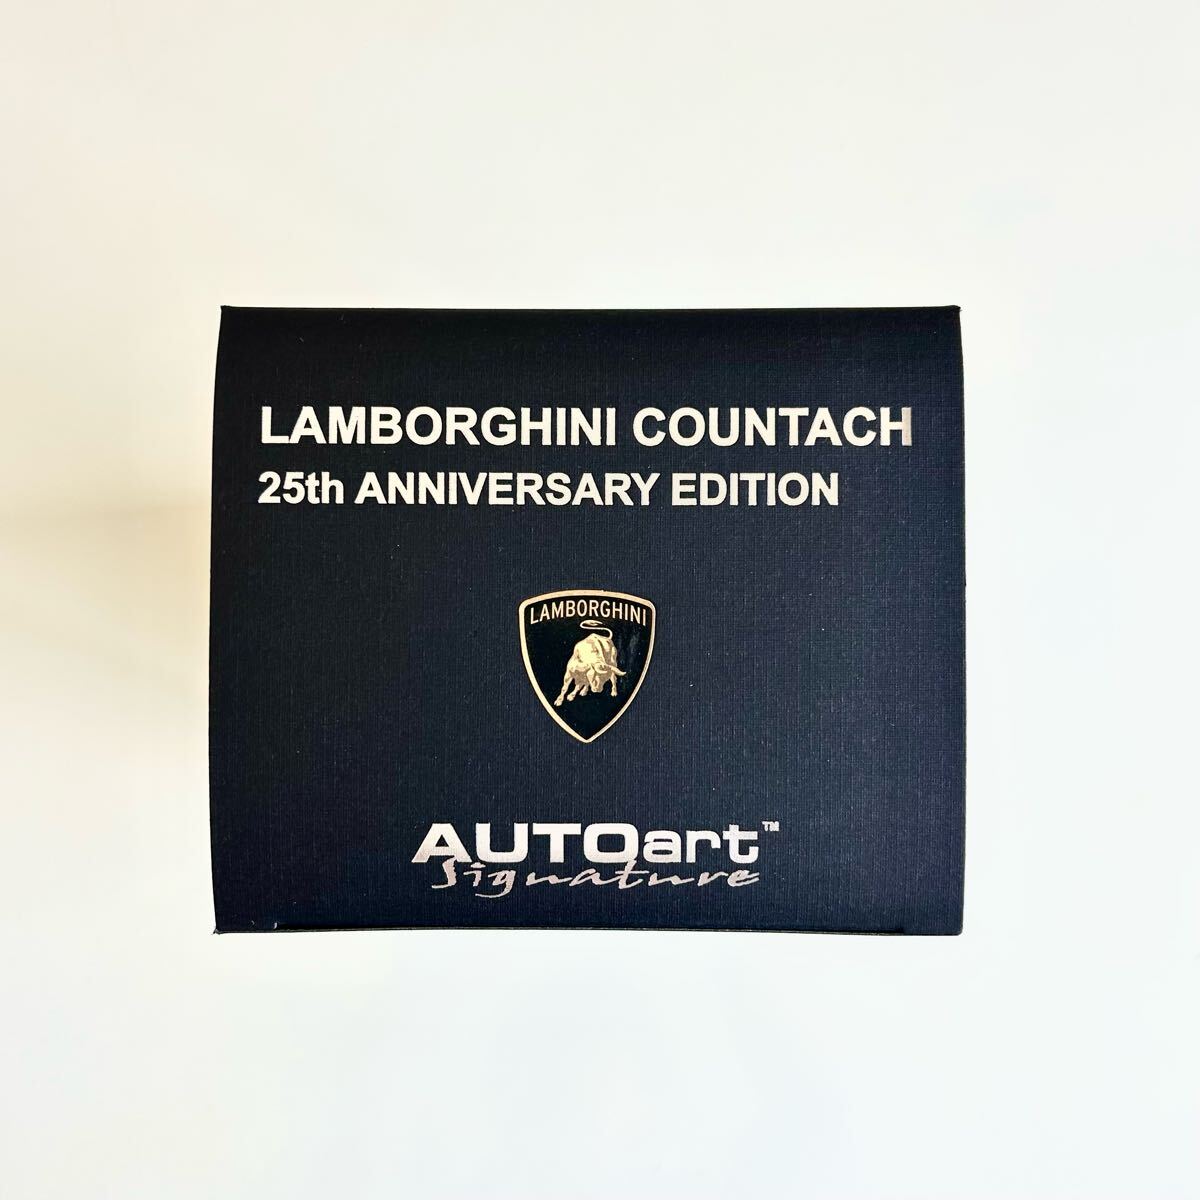 LAMBORGHINI COUNTACH
25th ANNIVERSARY EDITION
LAMBORGHINI
AUTOart™
Signature